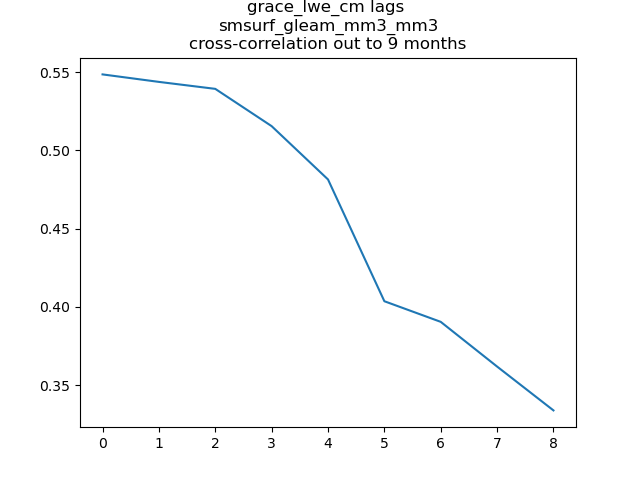 grace_lwe_cm lags
smsurf_gleam_mm3_mm3
cross-correlation out to 9 months
0.55
0.50
0.45
0.40
0.35
0 1 2 3 4 5 6 7 8